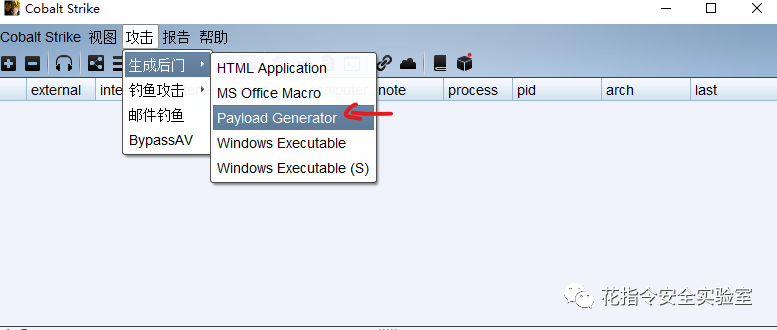 Cobalt Strike
Cobalt Strike 视图 攻击 报告 帮助
生成后门
钓鱼攻击
邮件钓鱼
BypassAV
HTML Application
MS Office Macro
Payload Generator
Windows Executable
Windows Executable (S)
external note process pid arch last
花指令安全实验室